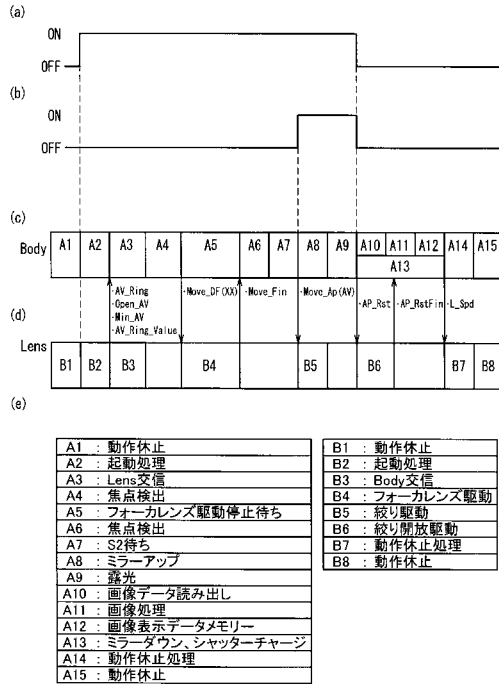 (a)
ON
OFF
(b)
ON
OFF
(c)
Body A1 A2 A3 A4 A5 A6 A7 A8 A9 A10 A11 A12 A14 A15
A13
・AV_Ring
・Open_AV
・Min_AV
・AV_Ring_Value
・Move_DF(XX)
・Move_Fin
・Move_Ap(AV)
・AP_Rst
・AP_RstFin
・L_Spd
(d)
Lens B1 B2 B3 B4 B5 B6 B7 B8
(e)
A1 : 動作休止
A2 : 起動処理
A3 : Lens交信
A4 : 焦点検出
A5 : フォーカレンズ駆動停止待ち
A6 : 焦点検出
A7 : S2待ち
A8 : ミラーアップ
A9 : 露光
A10 : 画像データ読み出し
A11 : 画像処理
A12 : 画像表示データメモリー
A13 : ミラーダウン、シャッターチャージ
A14 : 動作休止処理
A15 : 動作休止
B1 : 動作休止
B2 : 起動処理
B3 : Body交信
B4 : フォーカレンズ駆動
B5 : 絞り駆動
B6 : 絞り開放駆動
B7 : 動作休止処理
B8 : 動作休止